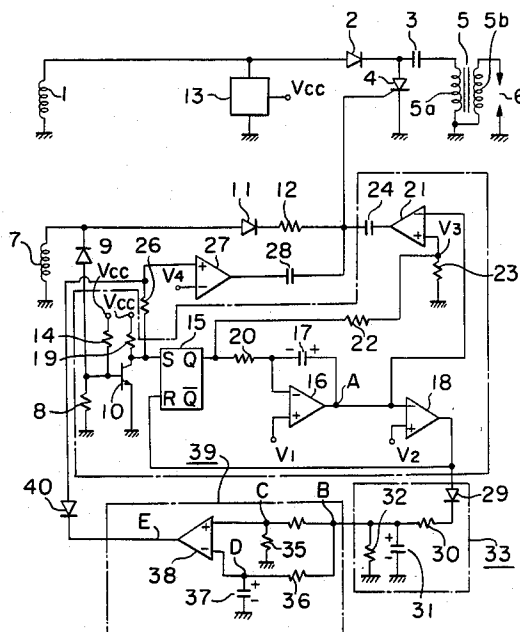 2 3 5 5b
1 13 Vcc 4 5a 6
11 12 24 21
7 9 26 27 28 V3 23
Vcc V4
Vcc
14 19 15 20 17 22
S Q
R Q̅
8 10 16 A 18
V1 V2
39
40 29
E C B 32 30 33
38 35 31
D
37 36
+ - + - + - + - + - + - + - + -